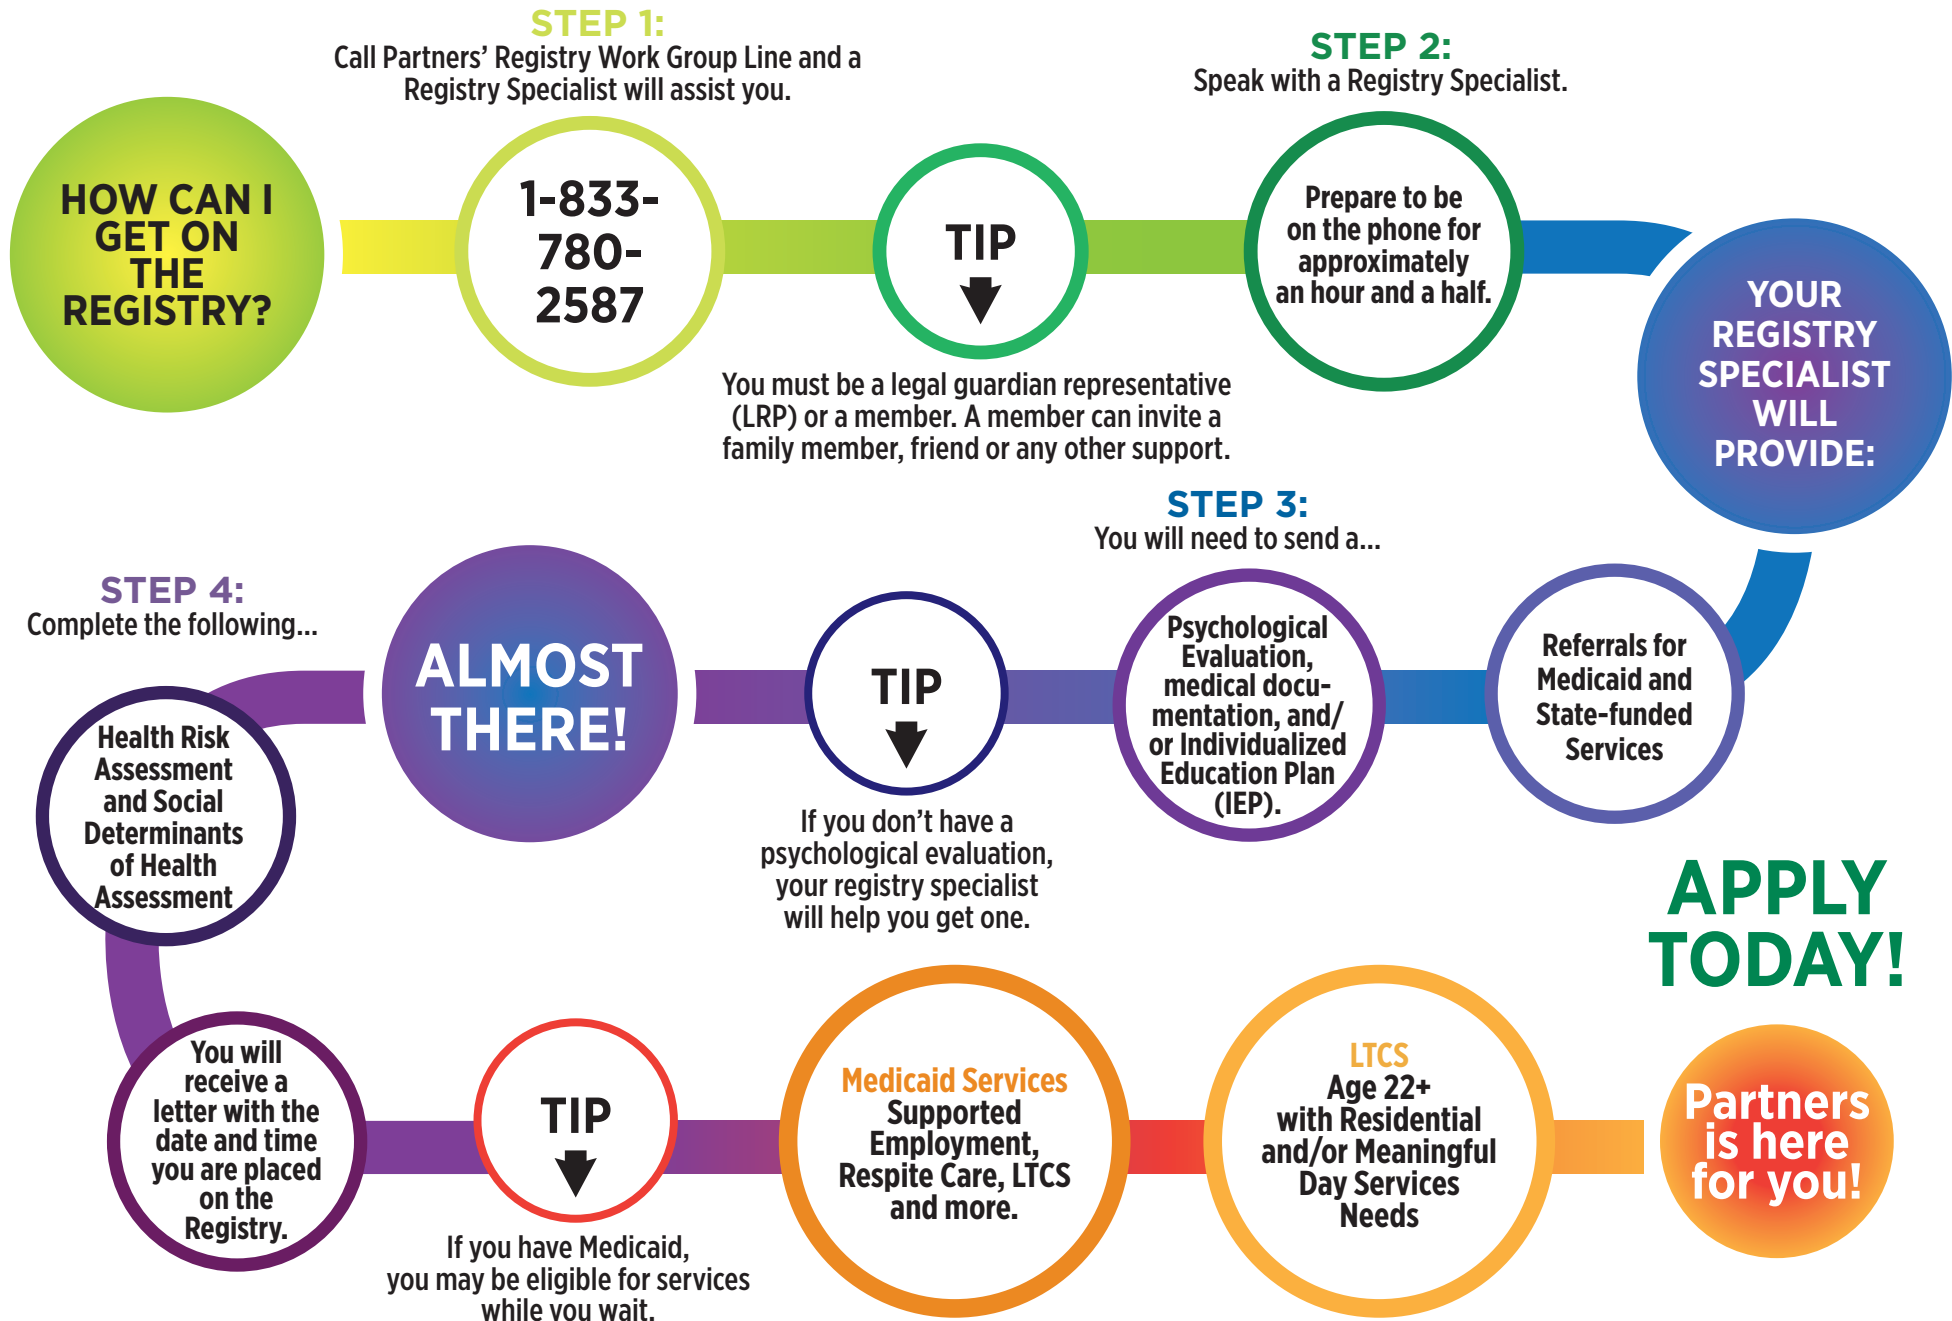 HOW CAN I
GET ON
THE
REGISTRY?
STEP 1:
Call Partners’ Registry Work Group Line and a
Registry Specialist will assist you.
1-833-
780-
2587
TIP
You must be a legal guardian representative
(LRP) or a member. A member can invite a
family member, friend or any other support.
STEP 2:
Speak with a Registry Specialist.
Prepare to be
on the phone for
approximately
an hour and a half.
YOUR
REGISTRY
SPECIALIST
WILL
PROVIDE:
Referrals for
Medicaid and
State-funded
Services
STEP 3:
You will need to send a...
Psychological
Evaluation,
medical docu-
mentation, and/
or Individualized
Education Plan
(IEP).
TIP
If you don’t have a
psychological evaluation,
your registry specialist
will help you get one.
ALMOST
THERE!
STEP 4:
Complete the following...
Health Risk
Assessment
and Social
Determinants
of Health
Assessment
You will
receive a
letter with the
date and time
you are placed
on the
Registry.
TIP
If you have Medicaid,
you may be eligible for services
while you wait.
Medicaid Services
Supported
Employment,
Respite Care, LTCS
and more.
LTCS
Age 22+
with Residential
and/or Meaningful
Day Services
Needs
APPLY
TODAY!
Partners
is here
for you!